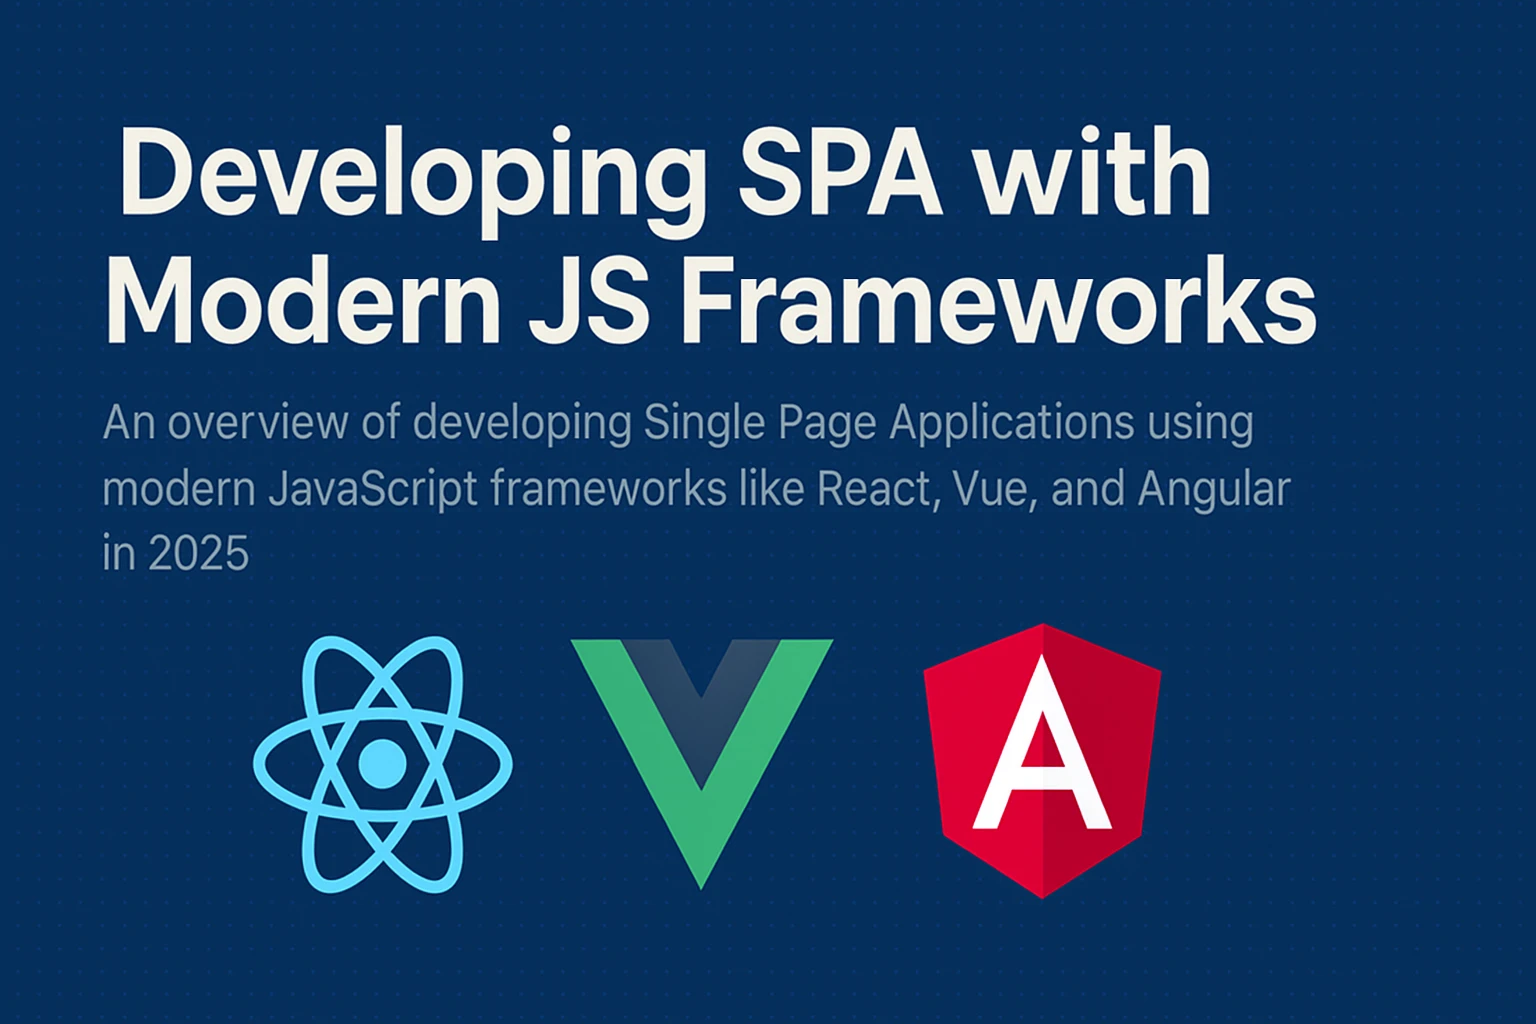 Developing SPA with
Modern JS Frameworks
An overview of developing Single Page Applications using
modern JavaScript frameworks like React, Vue, and Angular
in 2025
A